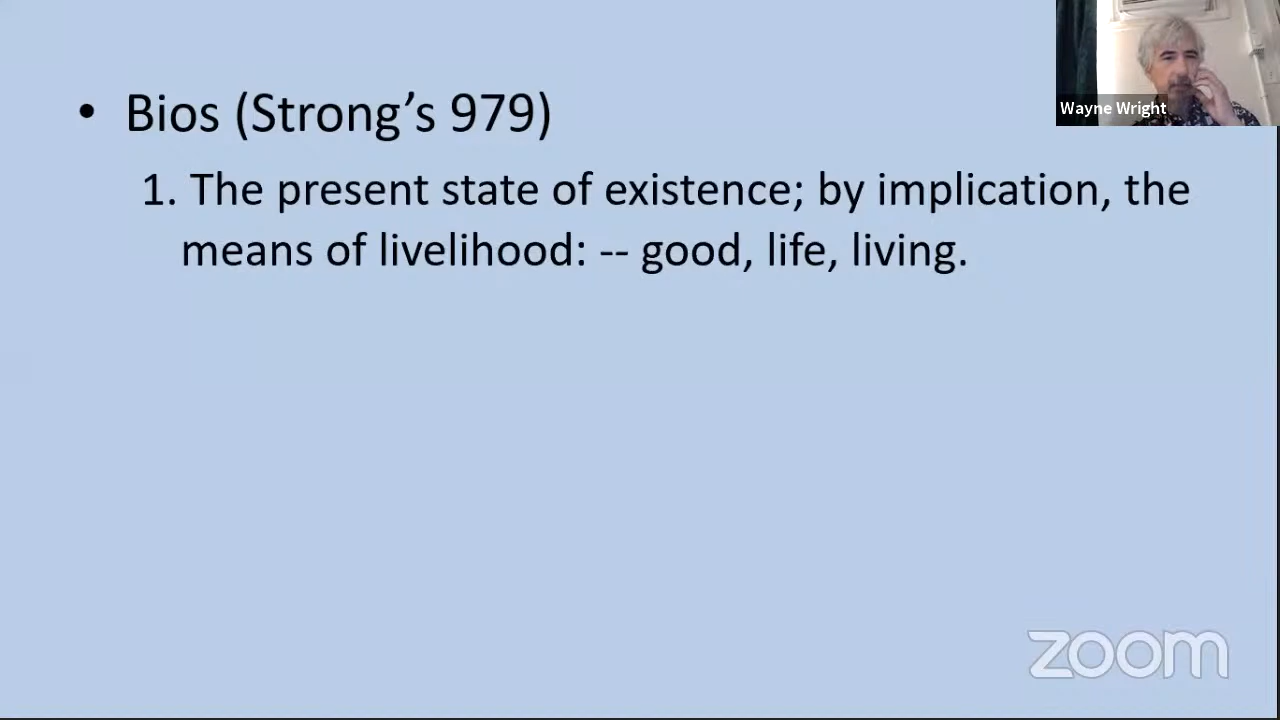 • Bios (Strong’s 979)
1. The present state of existence; by implication, the
means of livelihood: -- good, life, living.
Wayne Wright
zoom